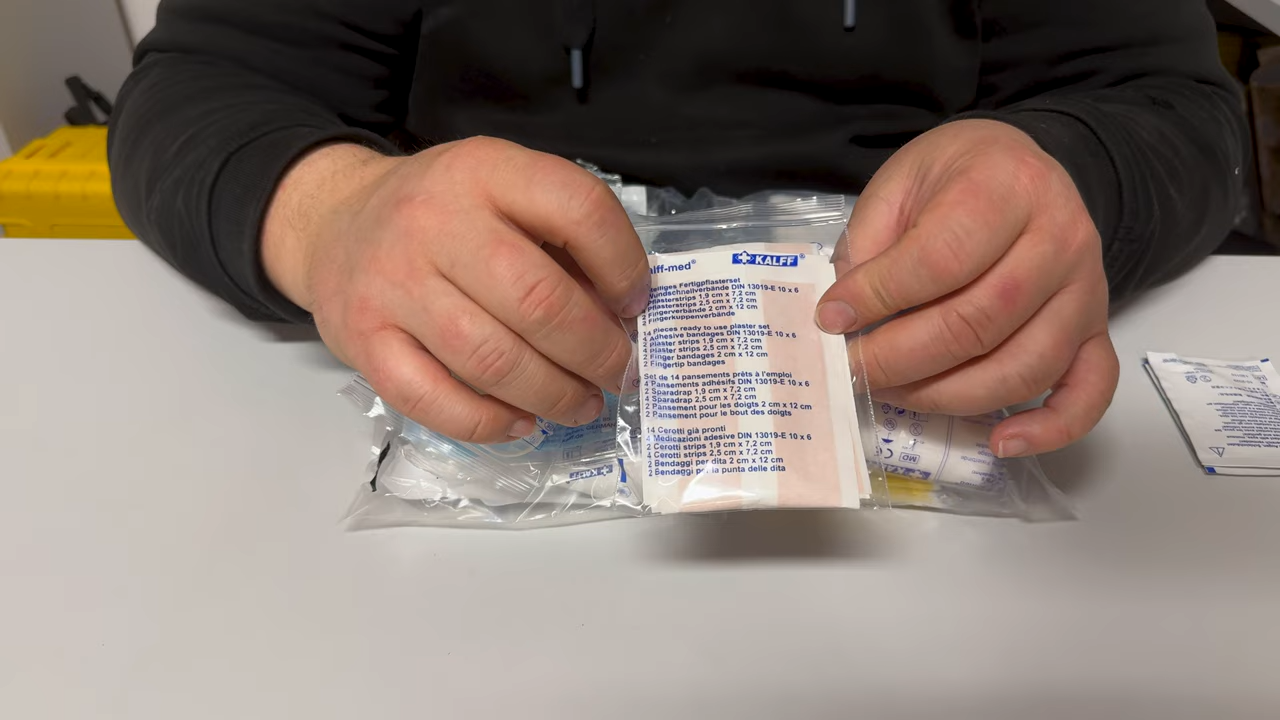 alff-med®
KALFF®
teiliges Fertigpflasterset
Wundschnellverbände DIN 13019-E 10 x 6
Pflasterstrips 1,9 cm x 7,2 cm
Pflasterstrips 2,5 cm x 7,2 cm
Fingerverbände 2 cm x 12 cm
Fingerkuppenverbände
14 Pieces ready to use plaster set
Adhesive bandages DIN 13019-E 10 x 6
Plaster strips 1,9 cm x 7,2 cm
Plaster strips 2,5 cm x 7,2 cm
2 Finger bandages 2 cm x 12 cm
2 Fingertip bandages
Set de 14 pansements prêts à l'emploi
4 Pansements adhésifs DIN 13019-E 10 x 6
2 Sparadrap 1,9 cm x 7,2 cm
2 Sparadrap 2,5 cm x 7,2 cm
2 Pansement pour les doigts 2 cm x 12 cm
2 Pansement pour le bout des doigts
14 Cerotti già pronti
4 Medicazioni adesive DIN 13019-E 10 x 6
2 Cerotti strips 1,9 cm x 7,2 cm
4 Cerotti strips 2,5 cm x 7,2 cm
2 Bendaggi per dita 2 cm x 12 cm
2 Bendaggi per la punta delle dita
KALFF
MD